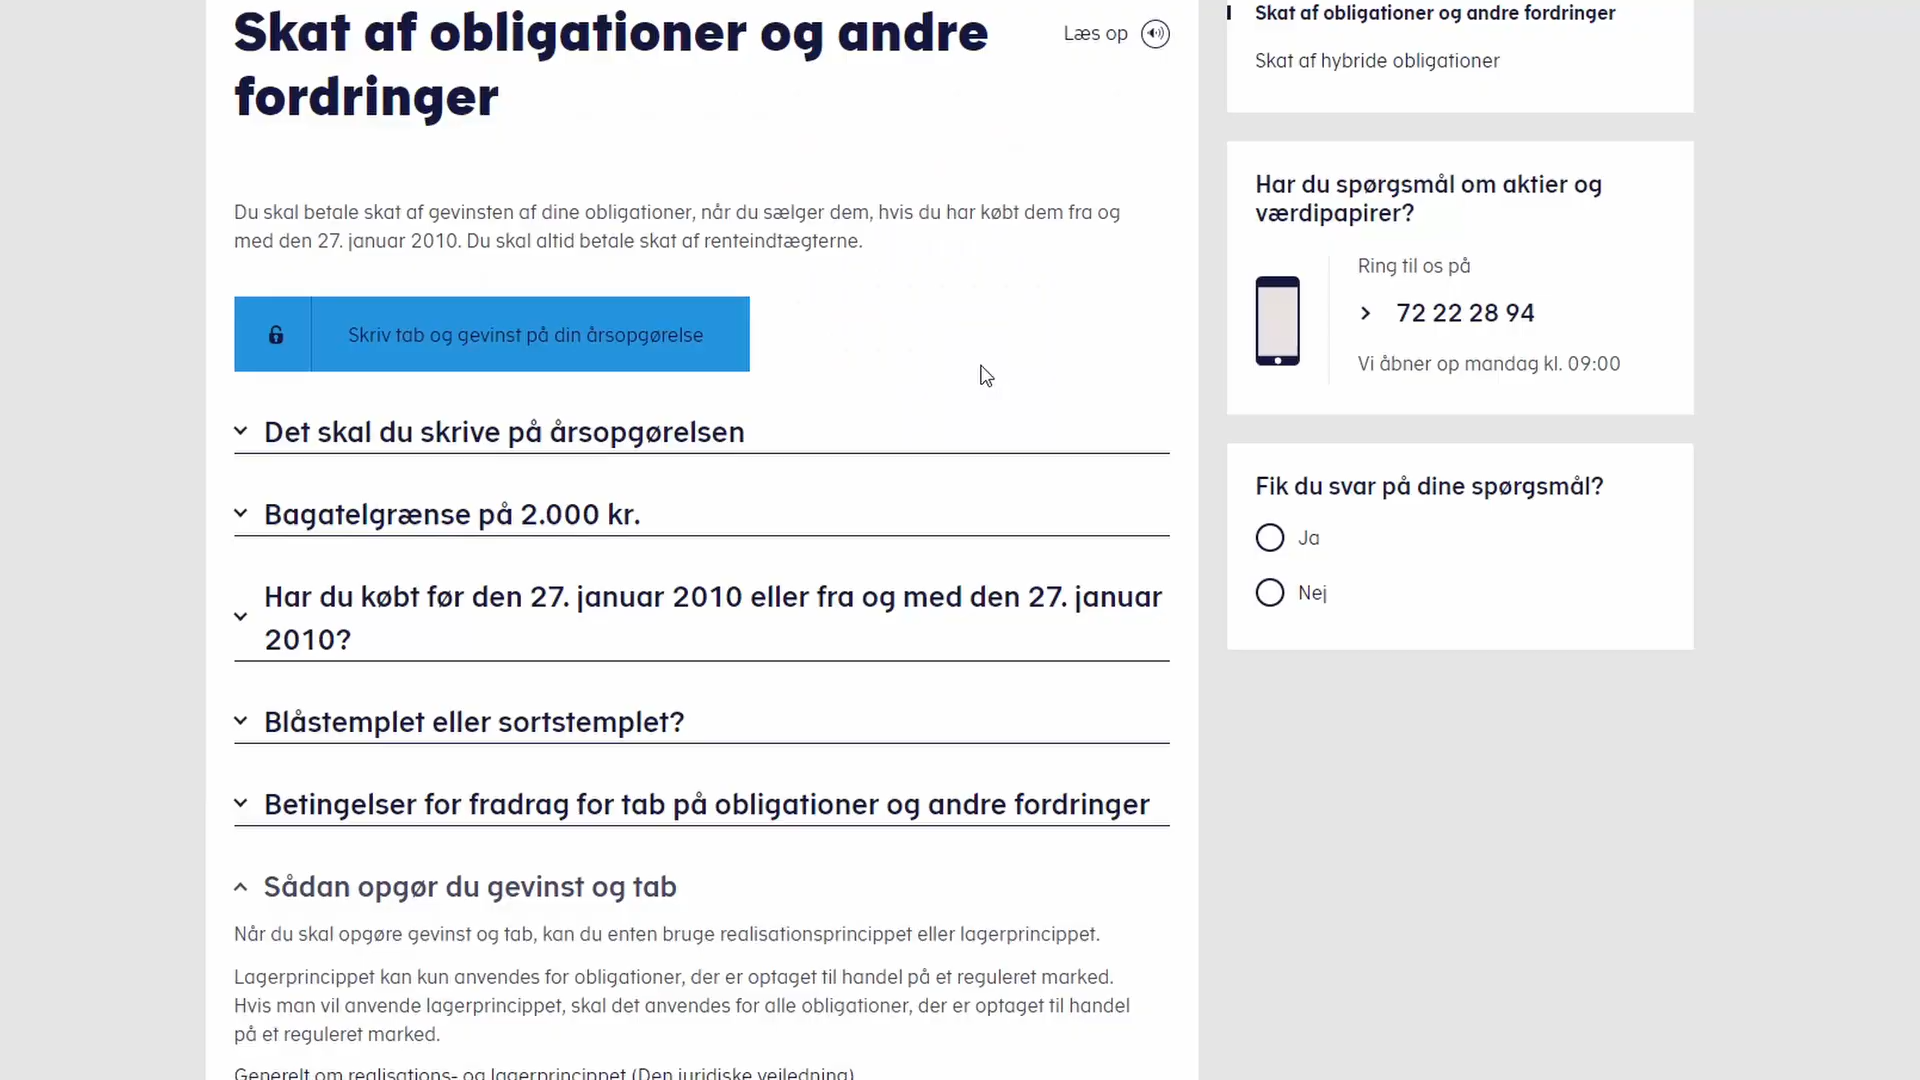 Skat af obligationer og andre
fordringer
Læs op
Du skal betale skat af gevinsten af dine obligationer, når du sælger dem, hvis du har købt dem fra og
med den 27. januar 2010. Du skal altid betale skat af renteindtægterne.
Skriv tab og gevinst på din årsopgørelse
Det skal du skrive på årsopgørelsen
Bagatelgrænse på 2.000 kr.
Har du købt før den 27. januar 2010 eller fra og med den 27. januar
2010?
Blåstemplet eller sortstemplet?
Betingelser for fradrag for tab på obligationer og andre fordringer
Sådan opgør du gevinst og tab
Når du skal opgøre gevinst og tab, kan du enten bruge realisationsprincippet eller lagerprincippet.
Lagerprincippet kan kun anvendes for obligationer, der er optaget til handel på et reguleret marked.
Hvis man vil anvende lagerprincippet, skal det anvendes for alle obligationer, der er optaget til handel
på et reguleret marked.
Generelt om realisations- og lagerprincippet (Den juridiske vejledning)
Skat af obligationer og andre fordringer
Skat af hybride obligationer
Har du spørgsmål om aktier og
værdipapirer?
Ring til os på
72 22 28 94
Vi åbner op mandag kl. 09:00
Fik du svar på dine spørgsmål?
Ja
Nej